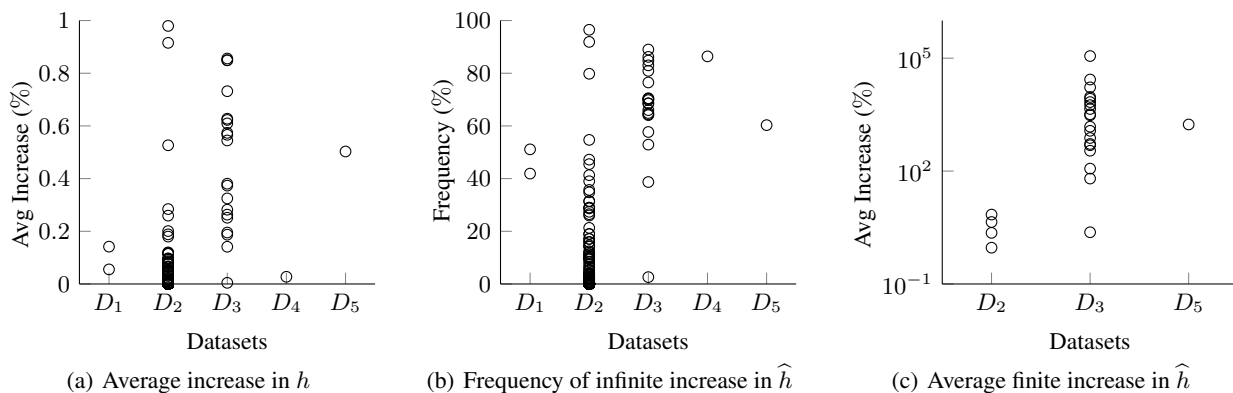 1
0.8
0.6
0.4
0.2
0
Avg Increase (%)
D1 D2 D3 D4 D5
Datasets
(a) Average increase in h
100
80
60
40
20
0
Frequency (%)
D1 D2 D3 D4 D5
Datasets
(b) Frequency of infinite increase in ĥ
10^5
10^2
10^−1
Avg Increase (%)
D2 D3 D5
Datasets
(c) Average finite increase in ĥ